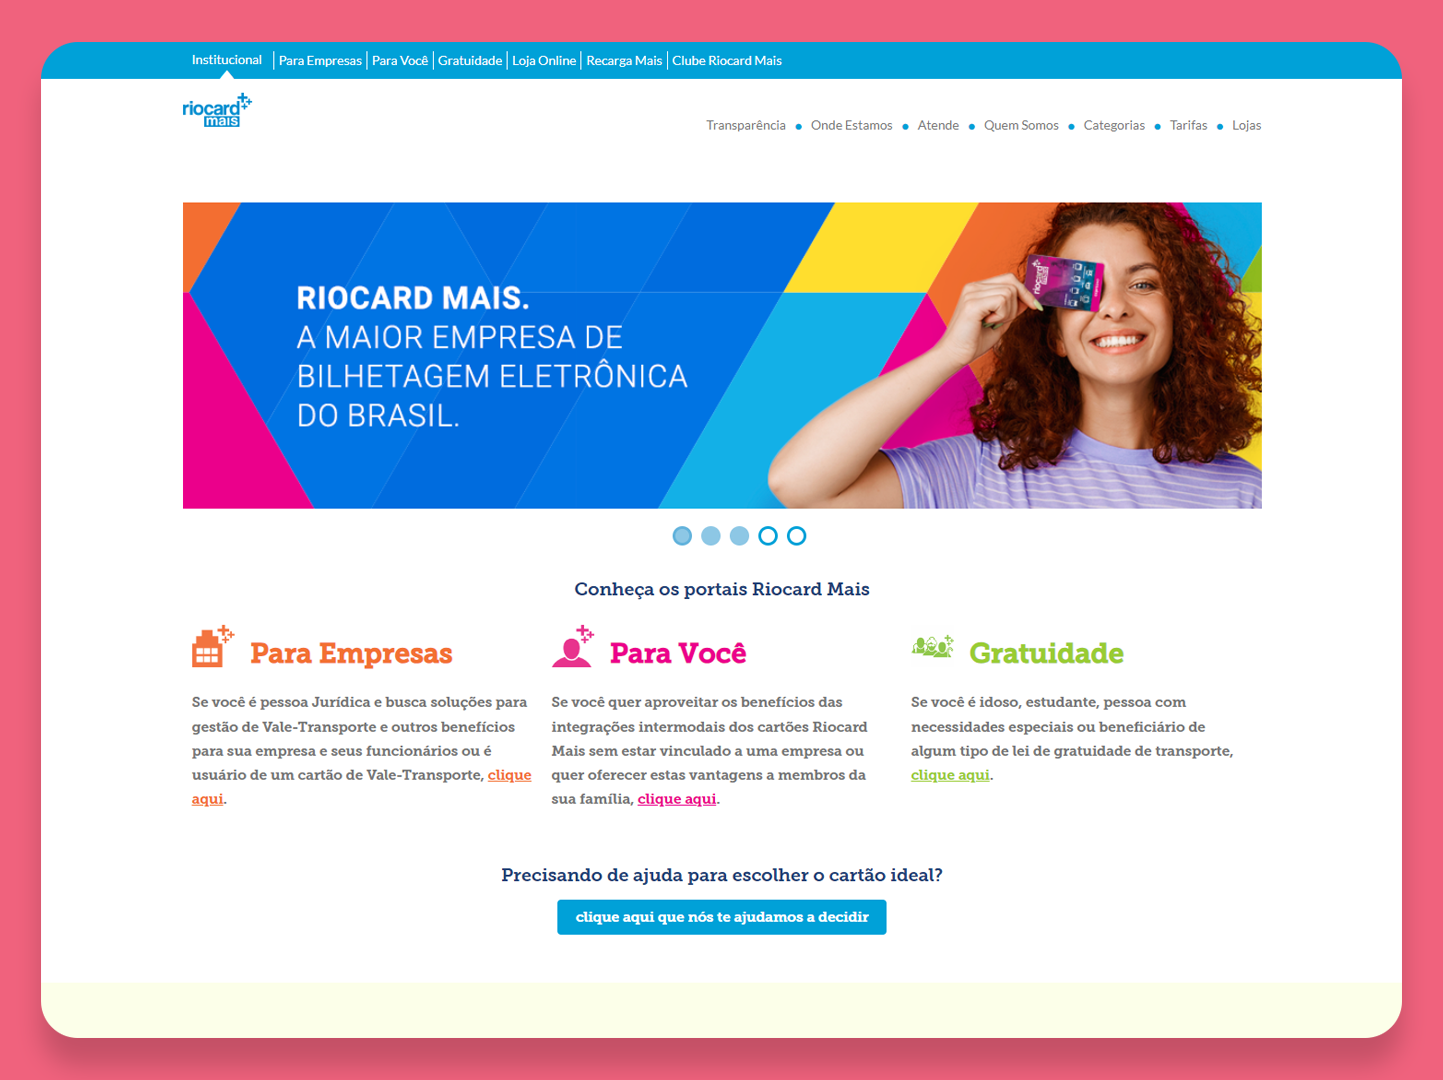 Institucional
Para Empresas
Para Você
Gratuidade
Loja Online
Recarga Mais
Clube Riocard Mais
riocard
mais
Transparência
Onde Estamos
Atende
Quem Somos
Categorias
Tarifas
Lojas
RIOCARD MAIS.
A MAIOR EMPRESA DE
BILHETAGEM ELETRÔNICA
DO BRASIL.
riocard
mais
Conheça os portais Riocard Mais
Para Empresas
Se você é pessoa Jurídica e busca soluções para
gestão de Vale-Transporte e outros benefícios
para sua empresa e seus funcionários ou é
usuário de um cartão de Vale-Transporte, clique
aqui.
Para Você
Se você quer aproveitar os benefícios das
integrações intermodais dos cartões Riocard
Mais sem estar vinculado a uma empresa ou
quer oferecer estas vantagens a membros da
sua família, clique aqui.
Gratuidade
Se você é idoso, estudante, pessoa com
necessidades especiais ou beneficiário de
algum tipo de lei de gratuidade de transporte,
clique aqui.
Precisando de ajuda para escolher o cartão ideal?
clique aqui que nós te ajudamos a decidir